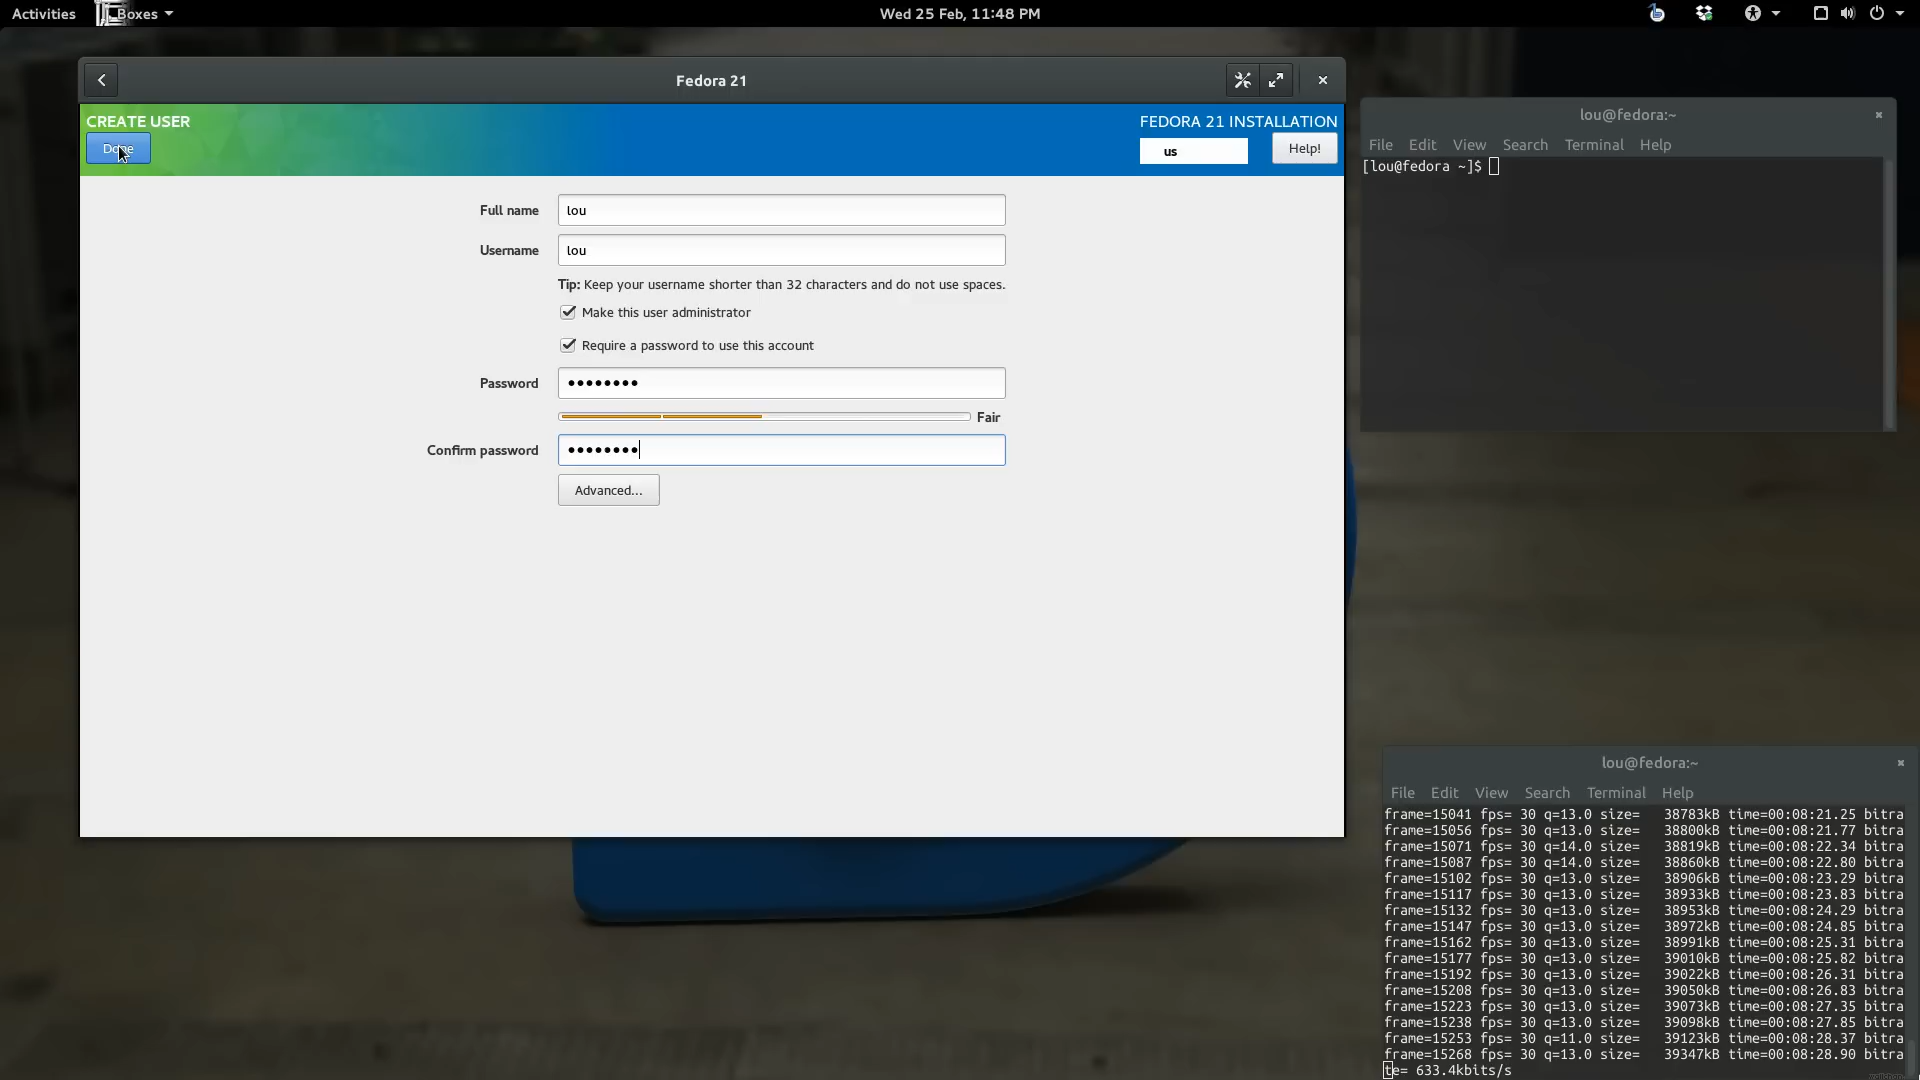 Activities Boxes Wed 25 Feb, 11:48 PM
Fedora 21
CREATE USER
Done
FEDORA 21 INSTALLATION
us
Help!
Full name lou
Username lou
Tip: Keep your username shorter than 32 characters and do not use spaces.
Make this user administrator
Require a password to use this account
Password ••••••••
Fair
Confirm password ••••••••
Advanced...
lou@fedora:~
File Edit View Search Terminal Help
[lou@fedora ~]$
lou@fedora:~
File Edit View Search Terminal Help
frame=15041 fps= 30 q=13.0 size=   38783kB time=00:08:21.25 bitra
frame=15056 fps= 30 q=13.0 size=   38800kB time=00:08:21.77 bitra
frame=15071 fps= 30 q=14.0 size=   38819kB time=00:08:22.34 bitra
frame=15087 fps= 30 q=14.0 size=   38860kB time=00:08:22.80 bitra
frame=15102 fps= 30 q=13.0 size=   38906kB time=00:08:23.29 bitra
frame=15117 fps= 30 q=13.0 size=   38933kB time=00:08:23.83 bitra
frame=15132 fps= 30 q=13.0 size=   38953kB time=00:08:24.29 bitra
frame=15147 fps= 30 q=13.0 size=   38972kB time=00:08:24.85 bitra
frame=15162 fps= 30 q=13.0 size=   38991kB time=00:08:25.31 bitra
frame=15177 fps= 30 q=13.0 size=   39010kB time=00:08:25.82 bitra
frame=15192 fps= 30 q=13.0 size=   39022kB time=00:08:26.31 bitra
frame=15208 fps= 30 q=13.0 size=   39050kB time=00:08:26.83 bitra
frame=15223 fps= 30 q=13.0 size=   39073kB time=00:08:27.35 bitra
frame=15238 fps= 30 q=13.0 size=   39098kB time=00:08:27.85 bitra
frame=15253 fps= 30 q=11.0 size=   39123kB time=00:08:28.37 bitra
frame=15268 fps= 30 q=13.0 size=   39347kB time=00:08:28.90 bitra
te= 633.4kbits/s